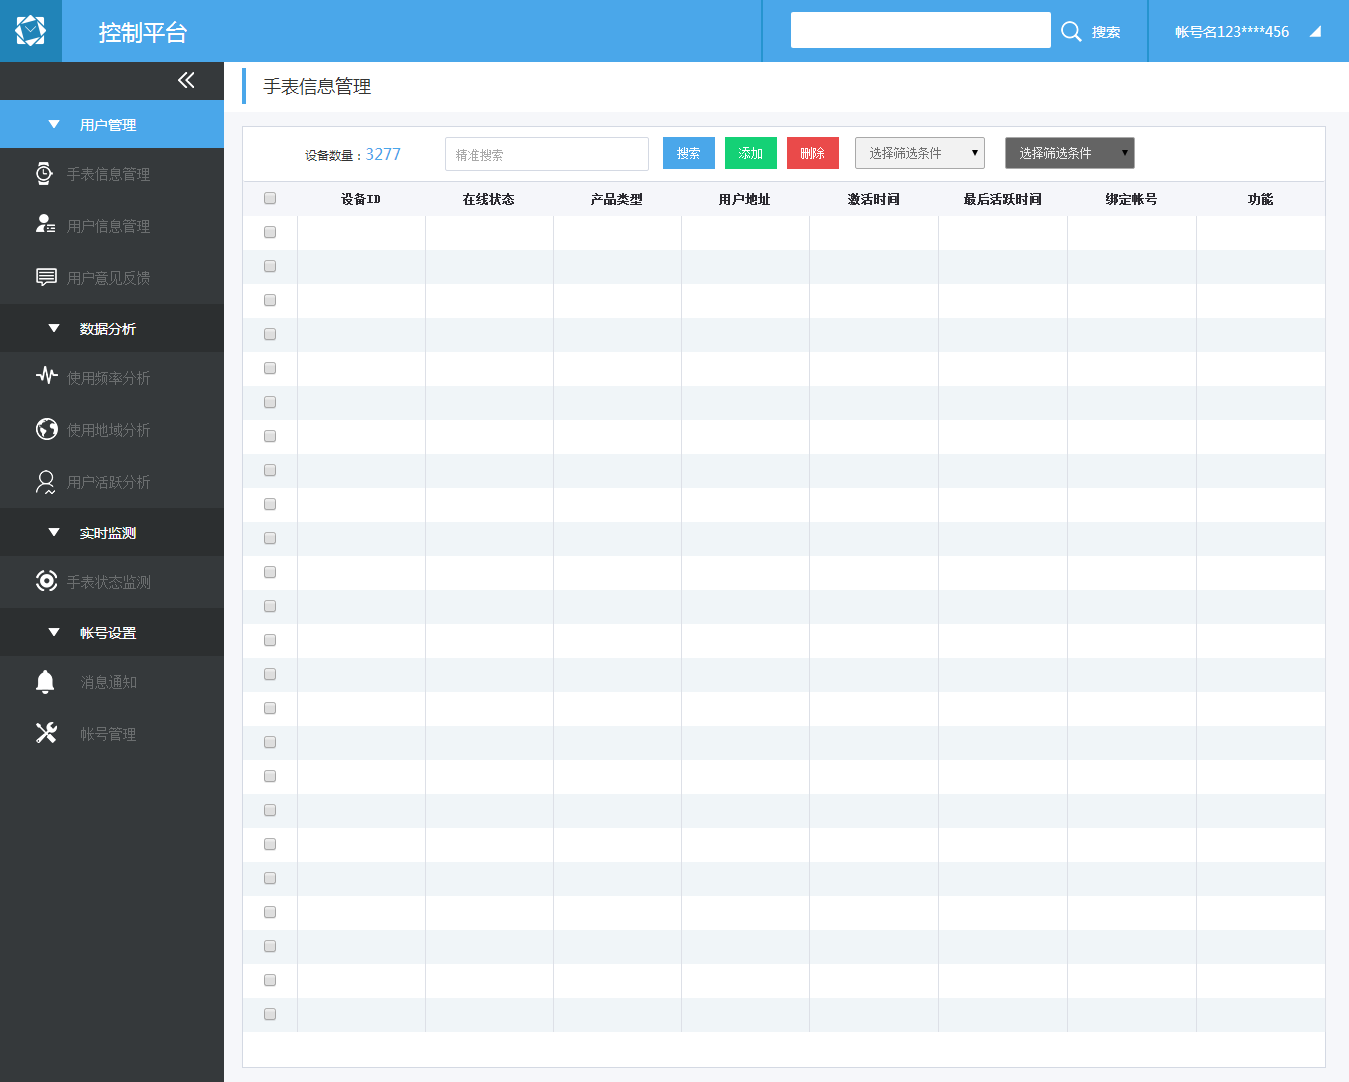 控制平台
搜索
帐号名123****456
手表信息管理
用户管理
手表信息管理
用户信息管理
用户意见反馈
数据分析
使用频率分析
使用地域分析
用户活跃分析
实时监测
手表状态监测
帐号设置
消息通知
帐号管理
设备数量：3277
精准搜索
搜索
添加
删除
选择筛选条件
选择筛选条件
设备ID 在线状态 产品类型 用户地址 激活时间 最后活跃时间 绑定帐号 功能